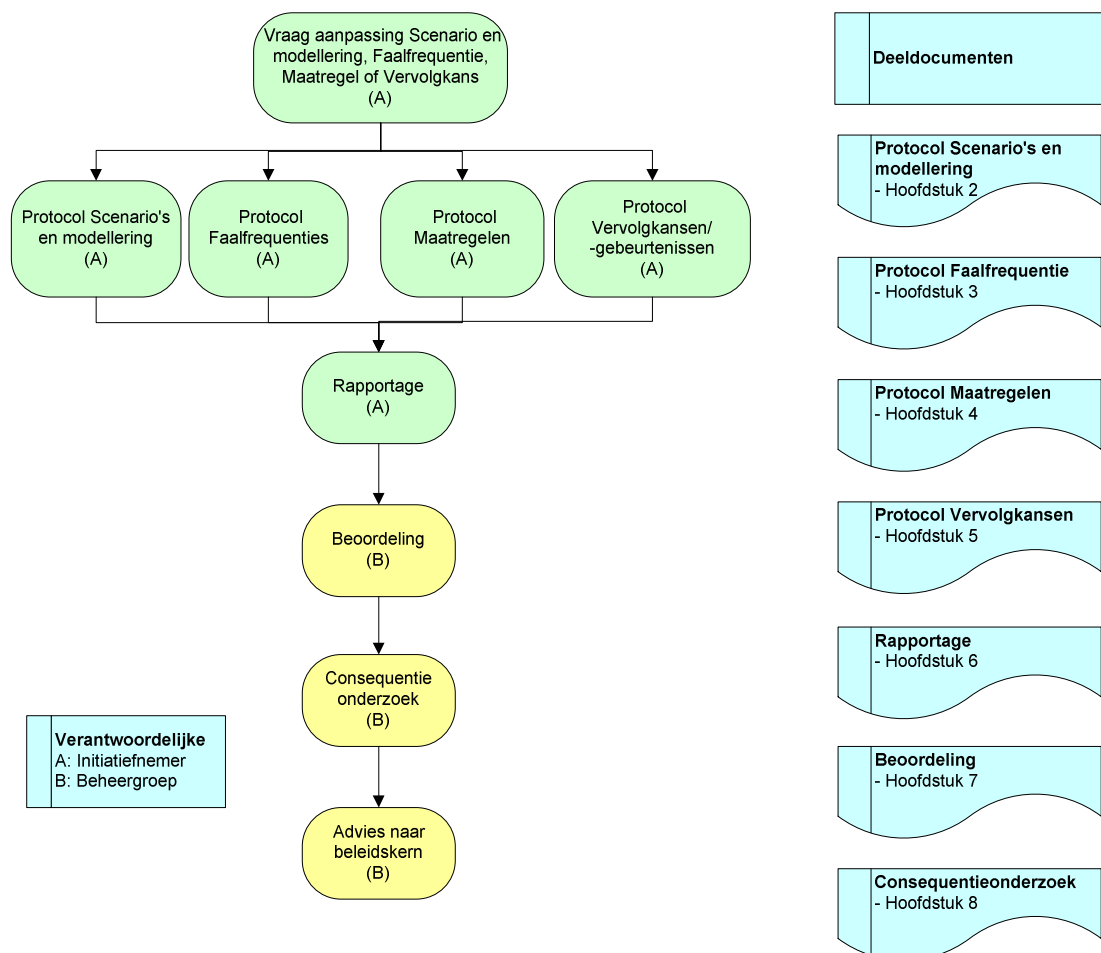 Vraag aanpassing Scenario en
modellering, Faalfrequentie,
Maatregel of Vervolgkans
(A)
Protocol Scenario's
en modellering
(A)
Protocol
Faalfrequenties
(A)
Protocol
Maatregelen
(A)
Protocol
Vervolgkansen/
-gebeurtenissen
(A)
Rapportage
(A)
Beoordeling
(B)
Consequentie
onderzoek
(B)
Advies naar
beleidskern
(B)
Verantwoordelijke
A: Initiatiefnemer
B: Beheergroep
Deeldocumenten
Protocol Scenario's en
modellering
- Hoofdstuk 2
Protocol Faalfrequentie
- Hoofdstuk 3
Protocol Maatregelen
- Hoofdstuk 4
Protocol Vervolgkansen
- Hoofdstuk 5
Rapportage
- Hoofdstuk 6
Beoordeling
- Hoofdstuk 7
Consequentieonderzoek
- Hoofdstuk 8